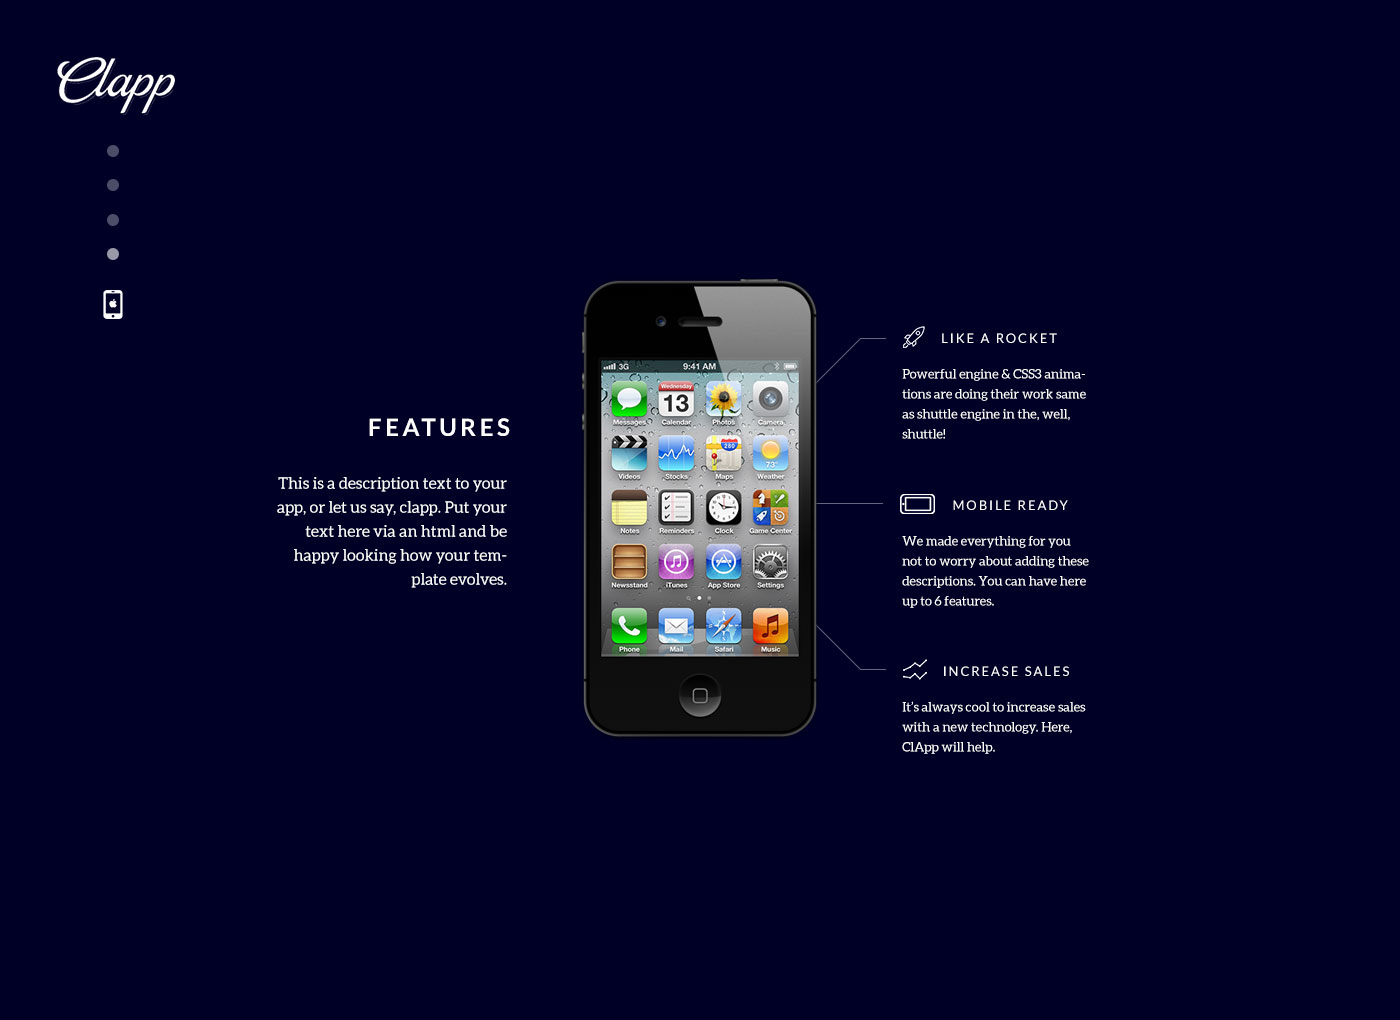 Clapp
FEATURES
This is a description text to your
app, or let us say, clapp. Put your
text here via an html and be
happy looking how your tem-
plate evolves.
3G 9:41 AM
Wednesday
13
Messages Calendar Photos Camera
280
73°
Videos Stocks Maps Weather
Notes Reminders Clock Game Center
Newsstand iTunes App Store Settings
Phone Mail Safari Music
LIKE A ROCKET
Powerful engine & CSS3 anima-
tions are doing their work same
as shuttle engine in the, well,
shuttle!
MOBILE READY
We made everything for you
not to worry about adding these
descriptions. You can have here
up to 6 features.
INCREASE SALES
It's always cool to increase sales
with a new technology. Here,
ClApp will help.